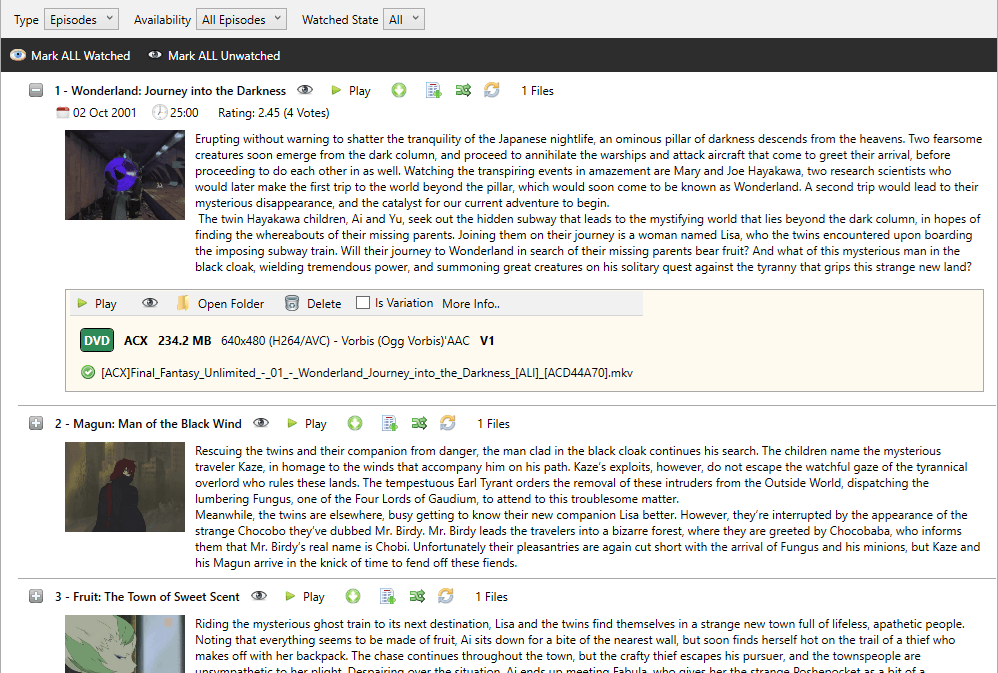 Type Episodes Availability All Episodes Watched State All
Mark ALL Watched Mark ALL Unwatched
1 - Wonderland: Journey into the Darkness Play 1 Files
02 Oct 2001 25:00 Rating: 2.45 (4 Votes)
Erupting without warning to shatter the tranquility of the Japanese nightlife, an ominous pillar of darkness descends from the heavens. Two fearsome
creatures soon emerge from the dark column, and proceed to annihilate the warships and attack aircraft that come to greet their arrival, before
proceeding to do each other in as well. Watching the transpiring events in amazement are Mary and Joe Hayakawa, two research scientists who
would later make the first trip to the world beyond the pillar, which would soon come to be known as Wonderland. A second trip would lead to their
mysterious disappearance, and the catalyst for our current adventure to begin.
The twin Hayakawa children, Ai and Yu, seek out the hidden subway that leads to the mystifying world that lies beyond the dark column, in hopes of
finding the whereabouts of their missing parents. Joining them on their journey is a woman named Lisa, who the twins encountered upon boarding
the imposing subway train. Will their journey to Wonderland in search of their missing parents bear fruit? And what of this mysterious man in the
black cloak, wielding tremendous power, and summoning great creatures on his solitary quest against the tyranny that grips this strange new land?
Play Open Folder Delete Is Variation More Info..
DVD ACX 234.2 MB 640x480 (H264/AVC) - Vorbis (Ogg Vorbis)'AAC V1
[ACX]Final_Fantasy_Unlimited_-_01_-_Wonderland_Journey_into_the_Darkness_[ALI]_[ACD44A70].mkv
2 - Magun: Man of the Black Wind Play 1 Files
Rescuing the twins and their companion from danger, the man clad in the black cloak continues his search. The children name the mysterious
traveler Kaze, in homage to the winds that accompany him on his path. Kaze's exploits, however, do not escape the watchful gaze of the tyrannical
overlord who rules these lands. The tempestuous Earl Tyrant orders the removal of these intruders from the Outside World, dispatching the
lumbering Fungus, one of the Four Lords of Gaudium, to attend to this troublesome matter.
Meanwhile, the twins are elsewhere, busy getting to know their new companion Lisa better. However, they're interrupted by the appearance of the
strange Chocobo they've dubbed Mr. Birdy. Mr. Birdy leads the travelers into a bizarre forest, where they are greeted by Chocobaba, who informs
them that Mr. Birdy's real name is Chobi. Unfortunately their pleasantries are again cut short with the arrival of Fungus and his minions, but Kaze and
his Magun arrive in the knick of time to fend off these fiends.
3 - Fruit: The Town of Sweet Scent Play 1 Files
Riding the mysterious ghost train to its next destination, Lisa and the twins find themselves in a strange new town full of lifeless, apathetic people.
Noting that everything seems to be made of fruit, Ai sits down for a bite of the nearest wall, but soon finds herself hot on the trail of a thief who
makes off with her backpack. The chase continues throughout the town, but the crafty thief escapes his pursuer, and the townspeople are
unsympathetic to her plight. Despairing over the situation, Ai ends up meeting Fabula, who gives her the strange Poshepocket as a bit of a